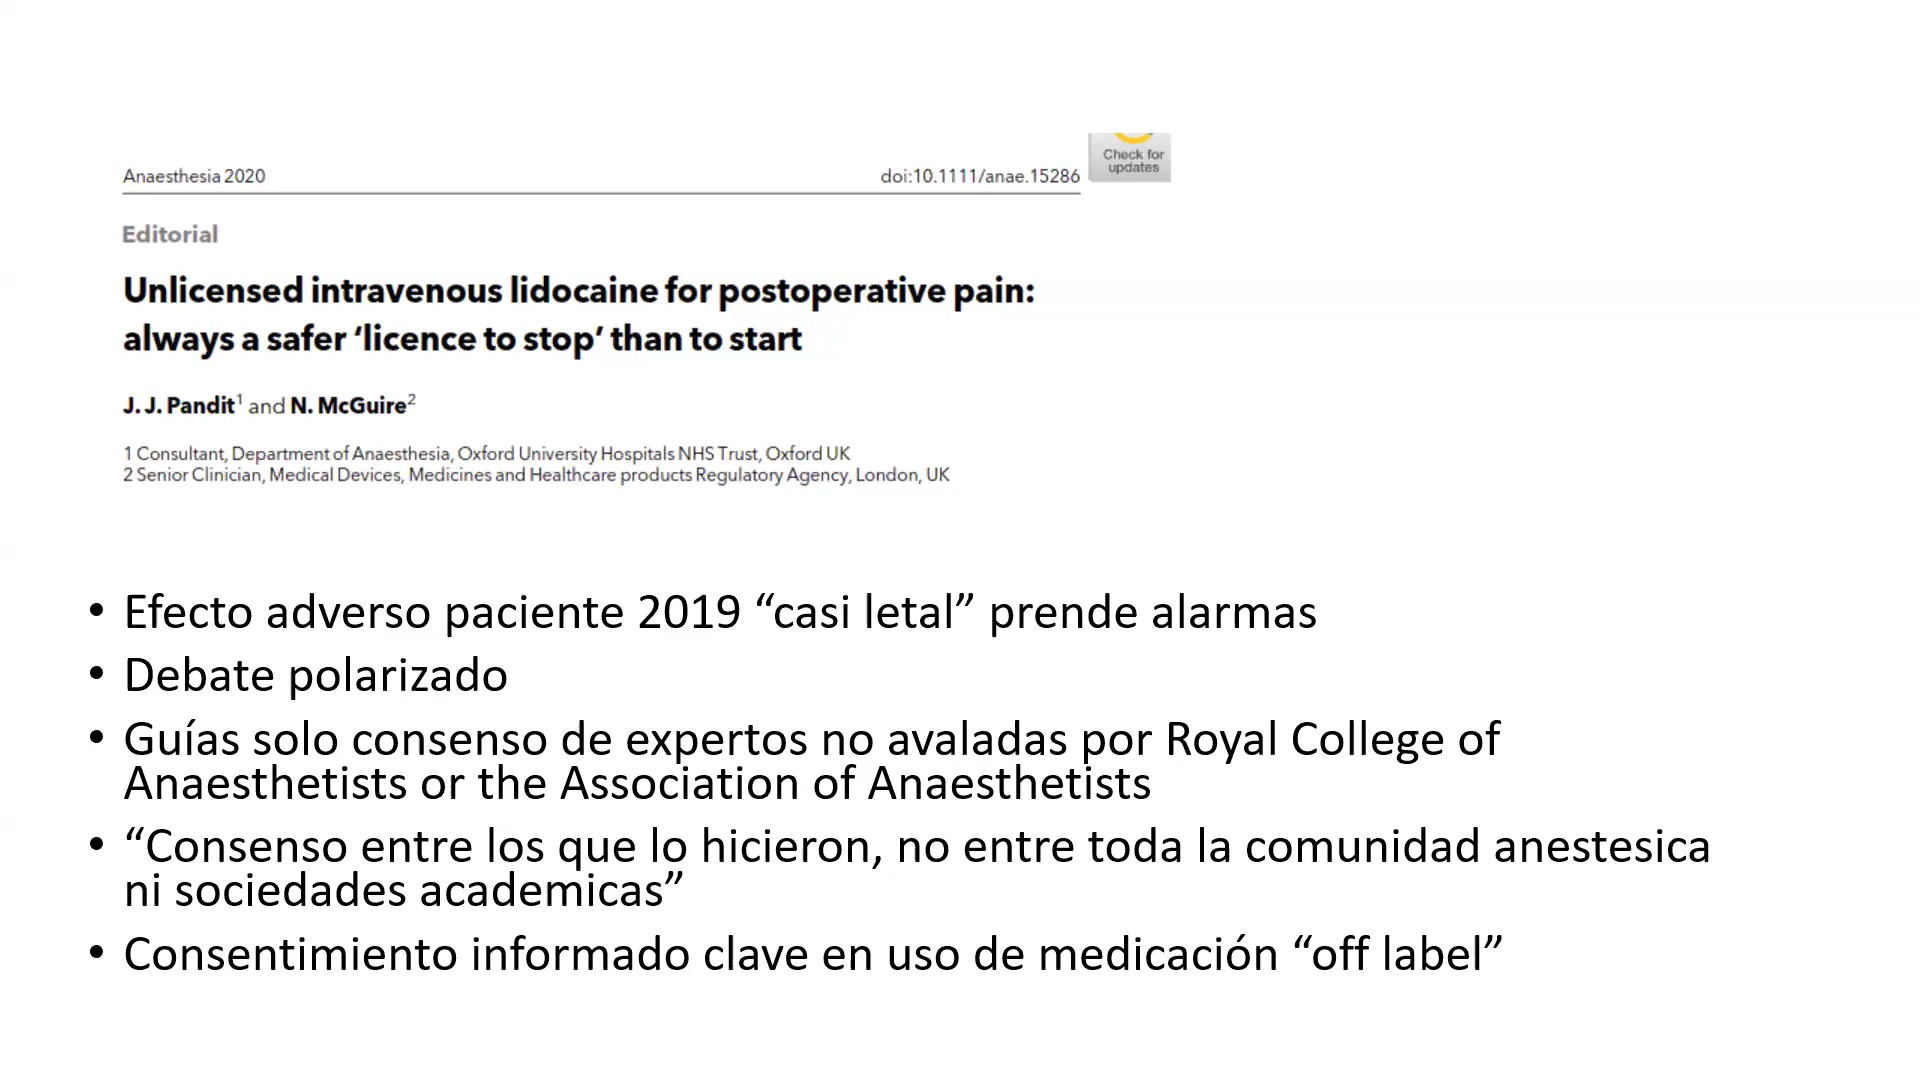 Check for
updates
Anaesthesia 2020
doi:10.1111/anae.15286
Editorial
Unlicensed intravenous lidocaine for postoperative pain:
always a safer ‘licence to stop’ than to start
J. J. Pandit1 and N. McGuire2
1 Consultant, Department of Anaesthesia, Oxford University Hospitals NHS Trust, Oxford UK
2 Senior Clinician, Medical Devices, Medicines and Healthcare products Regulatory Agency, London, UK
• Efecto adverso paciente 2019 “casi letal” prende alarmas
• Debate polarizado
• Guías solo consenso de expertos no avaladas por Royal College of
Anaesthetists or the Association of Anaesthetists
• “Consenso entre los que lo hicieron, no entre toda la comunidad anestesica
ni sociedades academicas”
• Consentimiento informado clave en uso de medicación “off label”